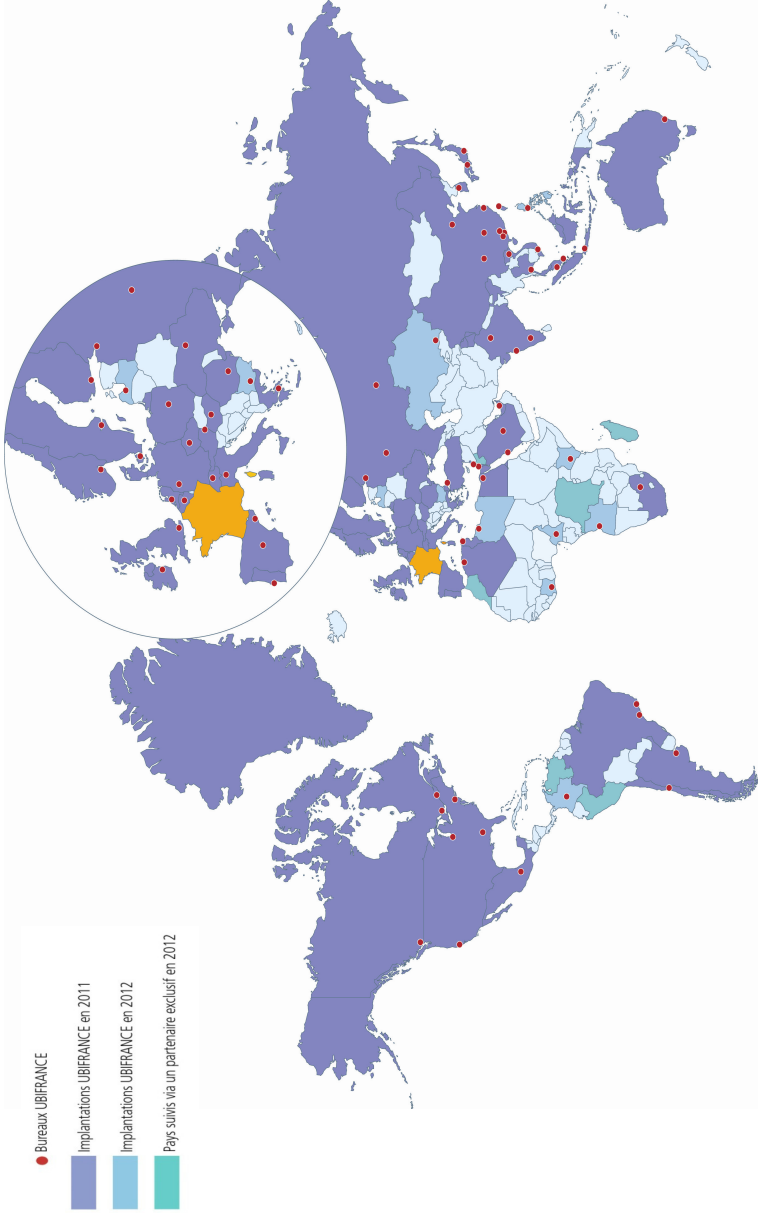 Bureaux UBIFRANCE
Implantations UBIFRANCE en 2011
Implantations UBIFRANCE en 2012
Pays suivis via un partenaire exclusif en 2012